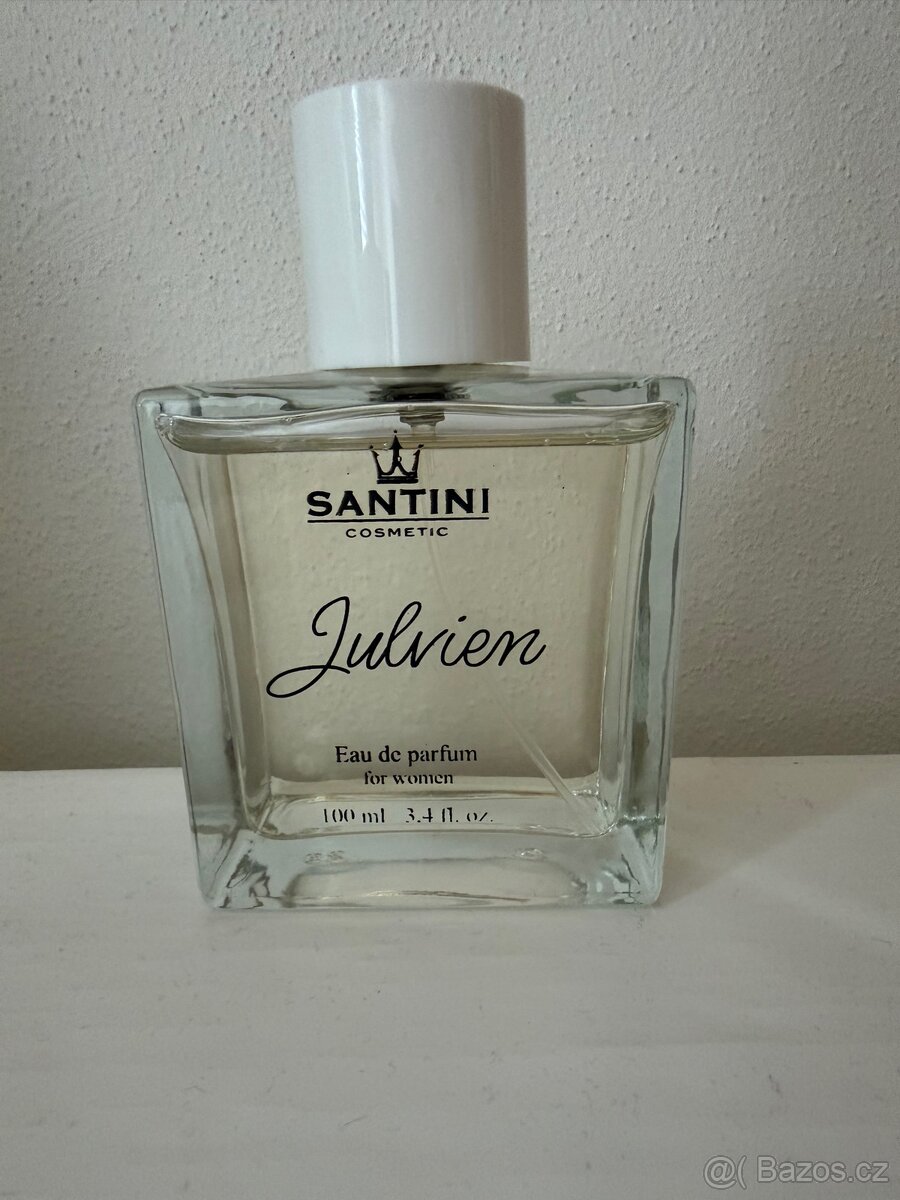 SANTINI
COSMETIC
Julvien
Eau de parfum
for women
100 ml 3.4 fl. oz.
@( Bazos.cz